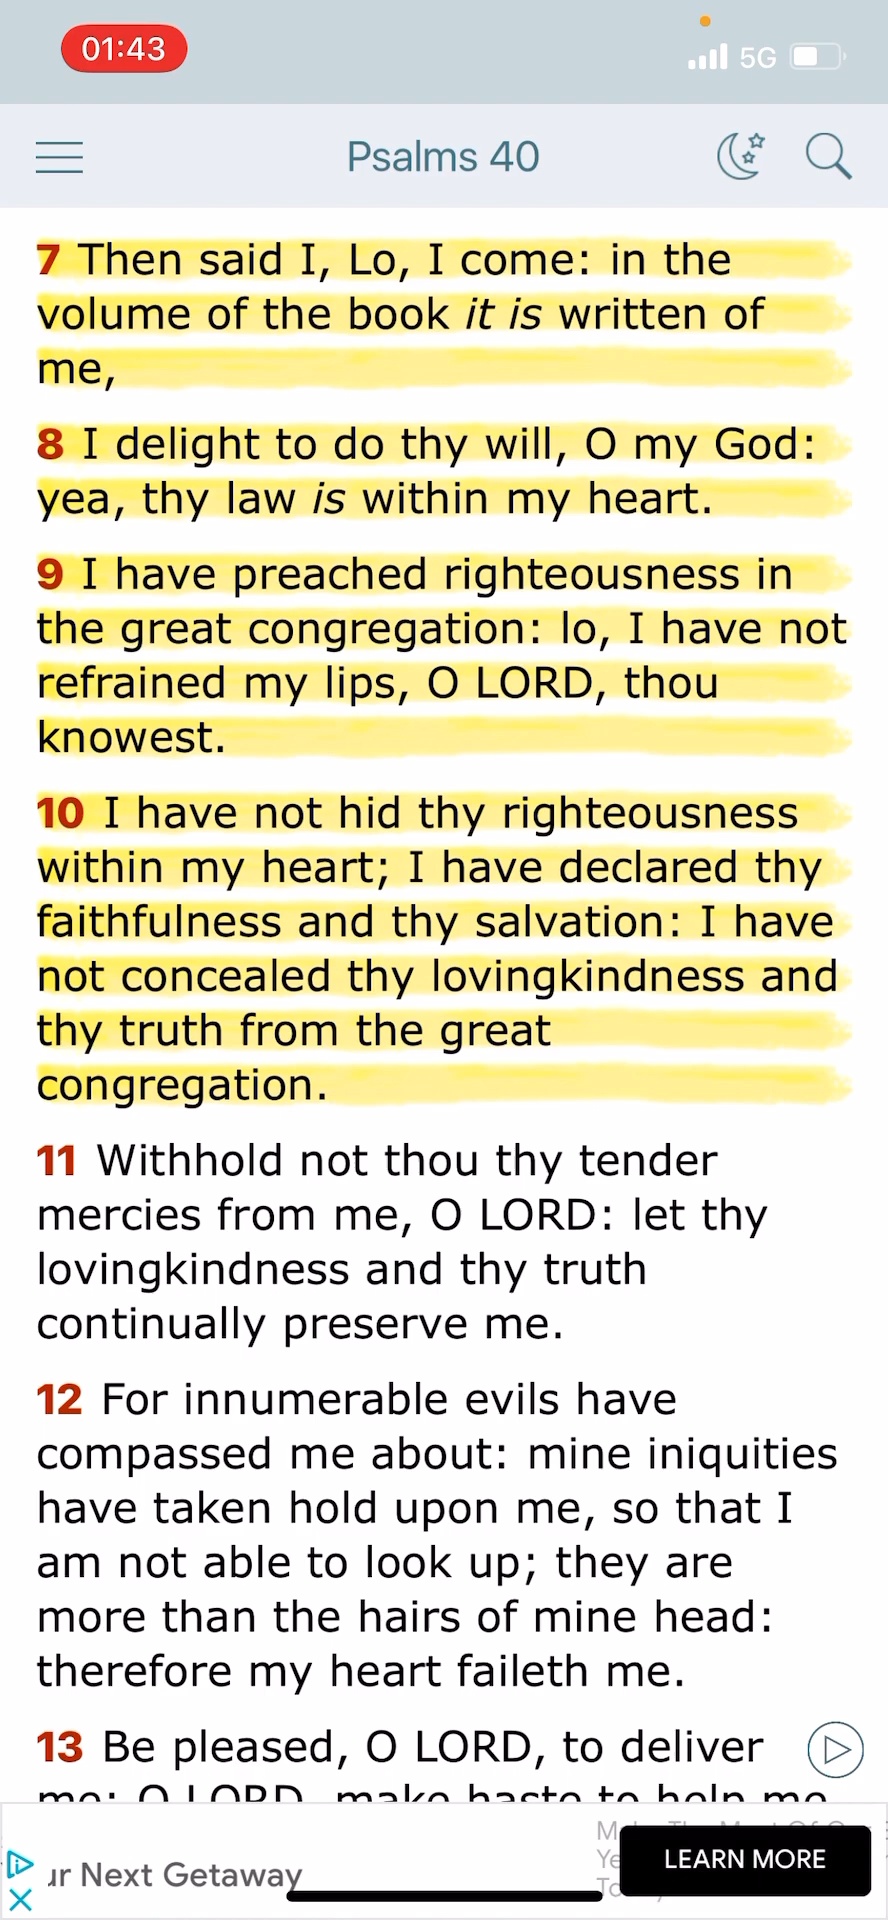 01:43
5G
Psalms 40
7 Then said I, Lo, I come: in the
volume of the book it is written of
me,
8 I delight to do thy will, O my God:
yea, thy law is within my heart.
9 I have preached righteousness in
the great congregation: lo, I have not
refrained my lips, O LORD, thou
knowest.
10 I have not hid thy righteousness
within my heart; I have declared thy
faithfulness and thy salvation: I have
not concealed thy lovingkindness and
thy truth from the great
congregation.
11 Withhold not thou thy tender
mercies from me, O LORD: let thy
lovingkindness and thy truth
continually preserve me.
12 For innumerable evils have
compassed me about: mine iniquities
have taken hold upon me, so that I
am not able to look up; they are
more than the hairs of mine head:
therefore my heart faileth me.
13 Be pleased, O LORD, to deliver
me: O LORD, make haste to help me
ur Next Getaway
LEARN MORE